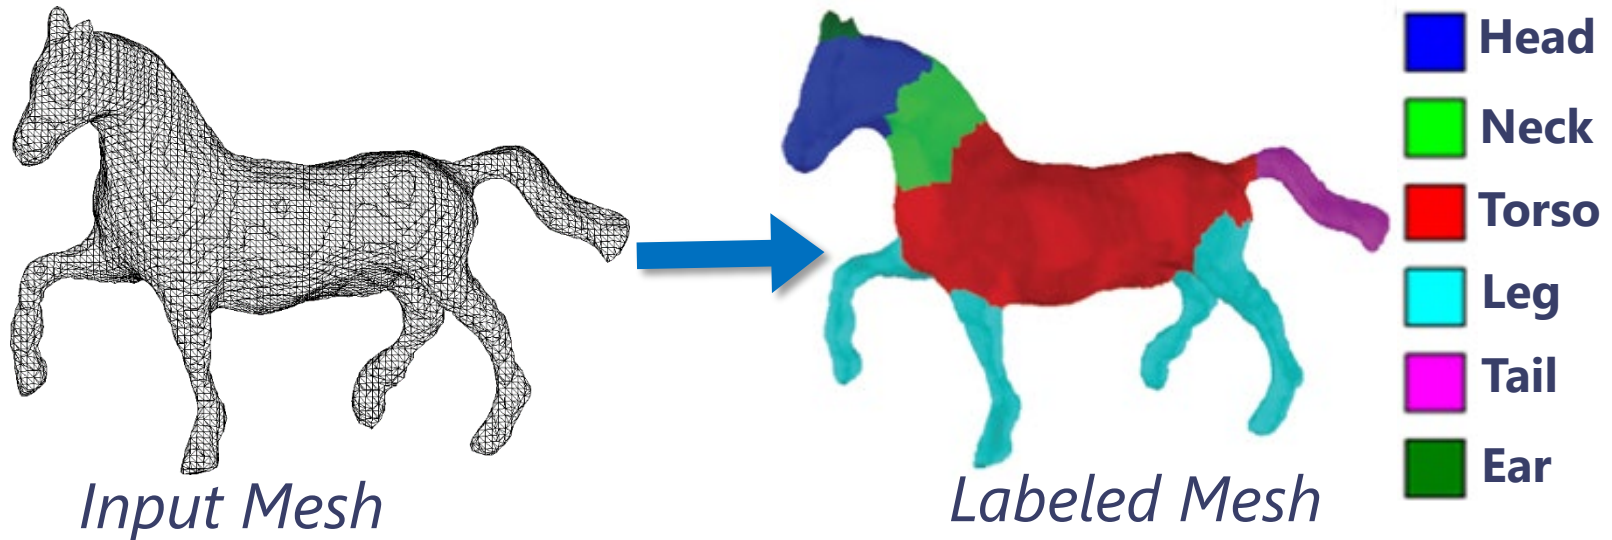 Head
Neck
Torso
Leg
Tail
Ear
Input Mesh
Labeled Mesh